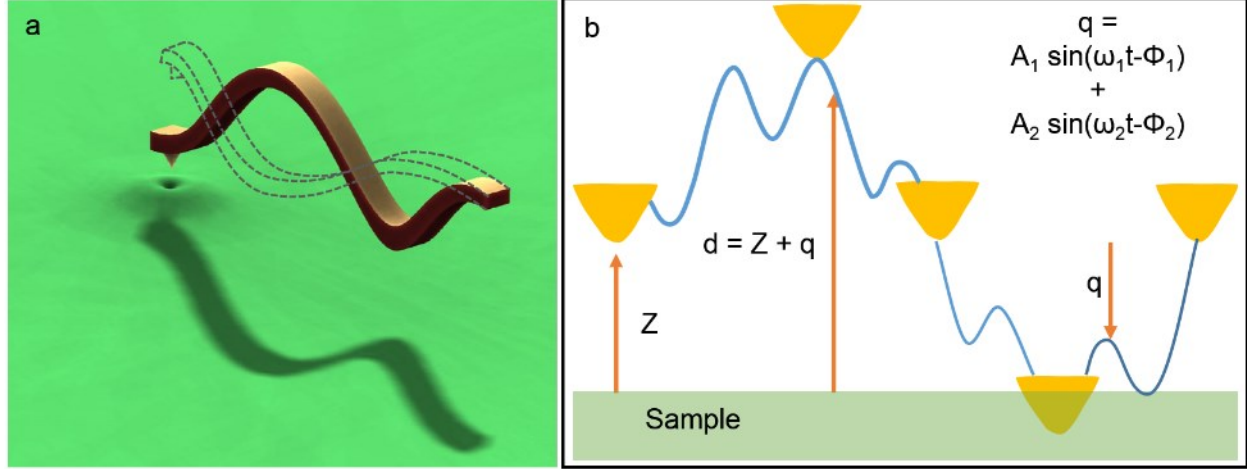 a
b
q =
A₁ sin(ω₁t-Φ₁)
+
A₂ sin(ω₂t-Φ₂)
d = Z + q
q
Z
Sample